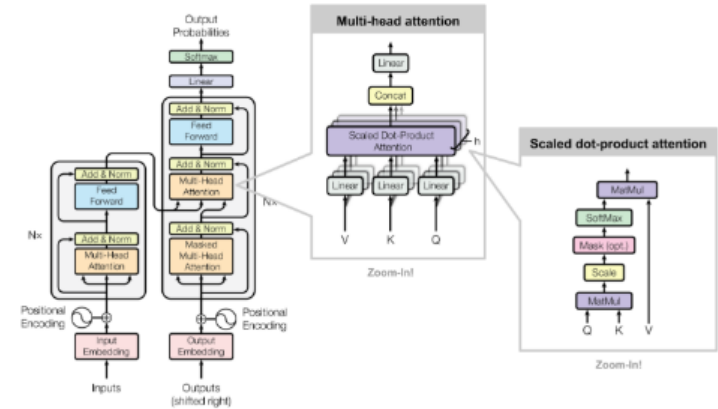 Output
Probabilities
Softmax
Linear
Add & Norm
Feed
Forward
Add & Norm
Multi-Head
Attention
Add & Norm
Masked
Multi-Head
Attention
Nx
Positional
Encoding
Output
Embedding
Outputs
(shifted right)
Add & Norm
Feed
Forward
Nx
Add & Norm
Multi-Head
Attention
Positional
Encoding
Input
Embedding
Inputs
Multi-head attention
Linear
Concat
Scaled Dot-Product
Attention
h
Linear Linear Linear
V K Q
Zoom-In!
Scaled dot-product attention
MatMul
SoftMax
Mask (opt.)
Scale
MatMul
Q K V
Zoom-In!